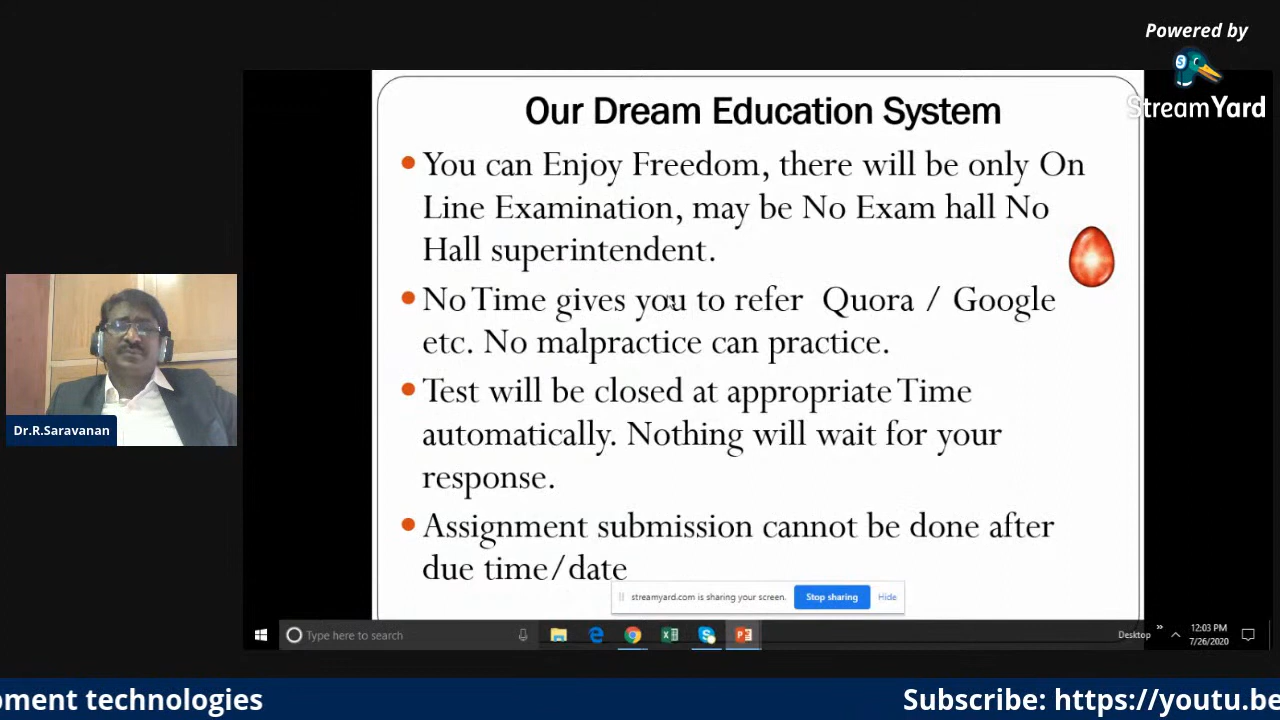 Powered by
StreamYard
Our Dream Education System
You can Enjoy Freedom, there will be only On
Line Examination, may be No Exam hall No
Hall superintendent.
No Time gives you to refer Quora / Google
etc. No malpractice can practice.
Test will be closed at appropriate Time
automatically. Nothing will wait for your
response.
Assignment submission cannot be done after
due time/date
Dr.R.Saravanan
streamyard.com is sharing your screen.
Stop sharing
Hide
Type here to search
Desktop
12:03 PM
7/26/2020
pment technologies
Subscribe: https://youtu.be